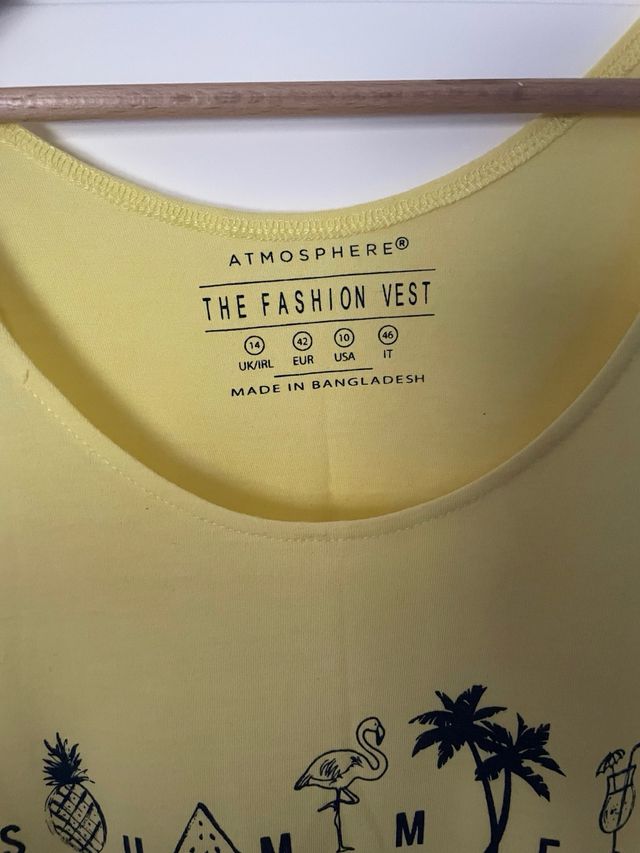 ATMOSPHERE®
THE FASHION VEST
14 42 10 46
UK/IRL EUR USA IT
MADE IN BANGLADESH
S U M M E